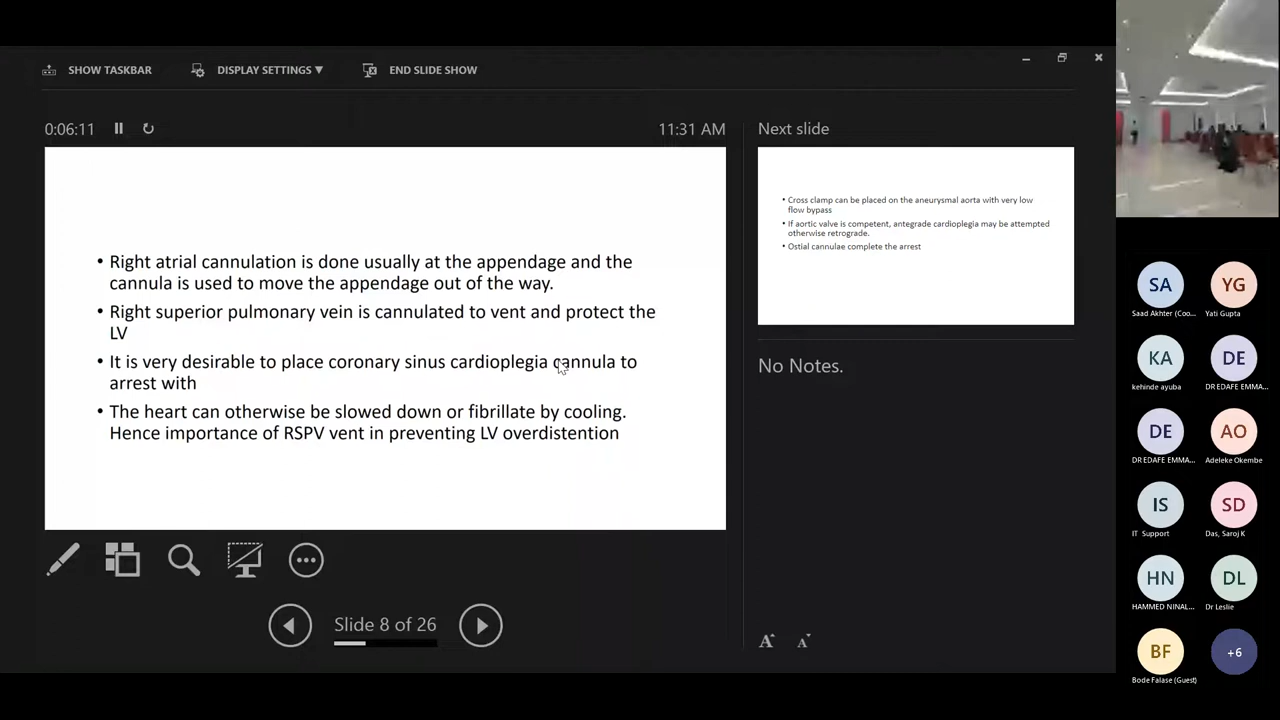 SHOW TASKBAR
DISPLAY SETTINGS ▼
END SLIDE SHOW
0:06:11
11:31 AM
Next slide
• Right atrial cannulation is done usually at the appendage and the
cannula is used to move the appendage out of the way.
• Right superior pulmonary vein is cannulated to vent and protect the
LV
• It is very desirable to place coronary sinus cardioplegia cannula to
arrest with
• The heart can otherwise be slowed down or fibrillate by cooling.
Hence importance of RSPV vent in preventing LV overdistention
• Cross clamp can be placed on the aneurysmal aorta with very low
flow bypass
• If aortic valve is competent, antegrade cardioplegia may be attempted
otherwise retrograde.
• Ostial cannulae complete the arrest
No Notes.
Slide 8 of 26
A A
SA
Saad Akhter (Coo...
YG
Yati Gupta
KA
kehinde ayuba
DE
DR EDAFE EMMA...
DE
DR EDAFE EMMA...
AO
Adeleke Okembe
IS
IT Support
SD
Das, Saroj K
HN
HAMMED NINAL...
DL
Dr Leslie
BF
Bode Falase (Guest)
+6